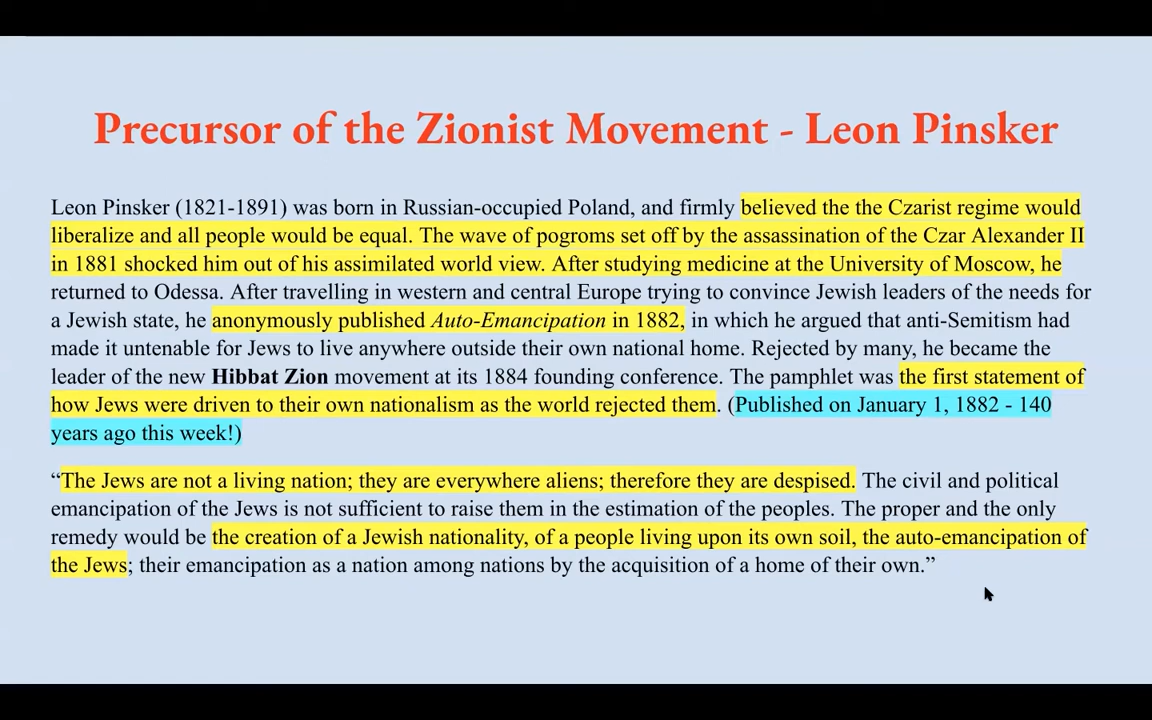 Precursor of the Zionist Movement - Leon Pinsker
Leon Pinsker (1821-1891) was born in Russian-occupied Poland, and firmly believed the the Czarist regime would
liberalize and all people would be equal. The wave of pogroms set off by the assassination of the Czar Alexander II
in 1881 shocked him out of his assimilated world view. After studying medicine at the University of Moscow, he
returned to Odessa. After travelling in western and central Europe trying to convince Jewish leaders of the needs for
a Jewish state, he anonymously published Auto-Emancipation in 1882, in which he argued that anti-Semitism had
made it untenable for Jews to live anywhere outside their own national home. Rejected by many, he became the
leader of the new Hibbat Zion movement at its 1884 founding conference. The pamphlet was the first statement of
how Jews were driven to their own nationalism as the world rejected them. (Published on January 1, 1882 - 140
years ago this week!)
“The Jews are not a living nation; they are everywhere aliens; therefore they are despised. The civil and political
emancipation of the Jews is not sufficient to raise them in the estimation of the peoples. The proper and the only
remedy would be the creation of a Jewish nationality, of a people living upon its own soil, the auto-emancipation of
the Jews; their emancipation as a nation among nations by the acquisition of a home of their own.”